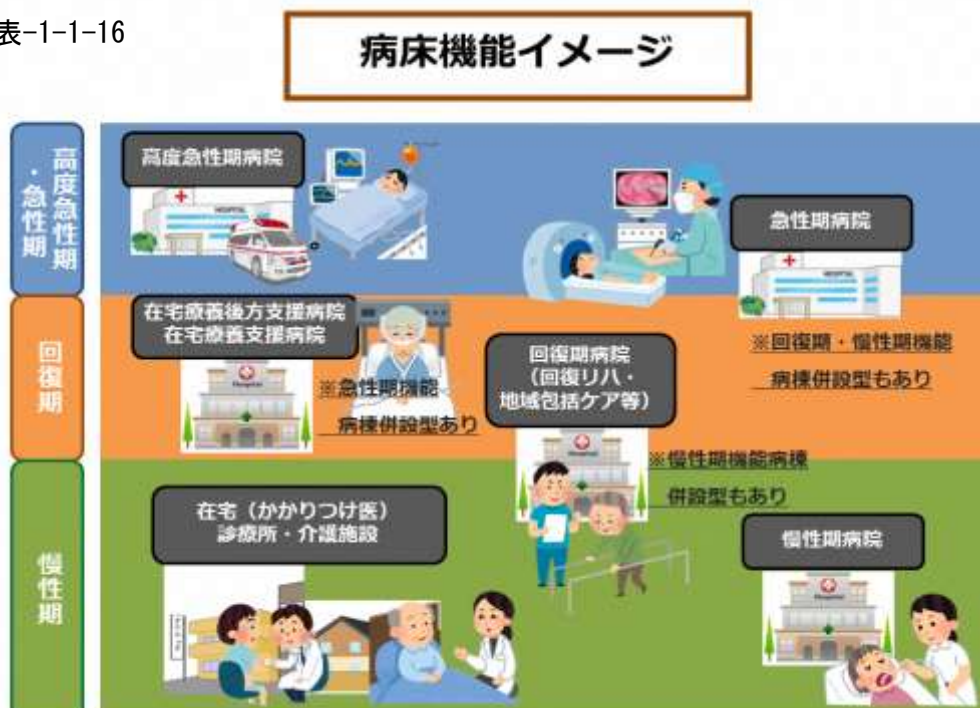 表-1-1-16
病床機能イメージ
高度急性期
・急性期
高度急性期病院
急性期病院
HOSPITAL
HOSPITAL
回復期
在宅療養後方支援病院
在宅療養支援病院
Hospital
※急性期機能
病棟併設型あり
回復期病院
（回復リハ・
地域包括ケア等）
Hospital
※回復期・慢性期機能
病棟併設型もあり
※慢性期機能病棟
併設型もあり
慢性期
在宅（かかりつけ医）
診療所・介護施設
慢性期病院
Hospital